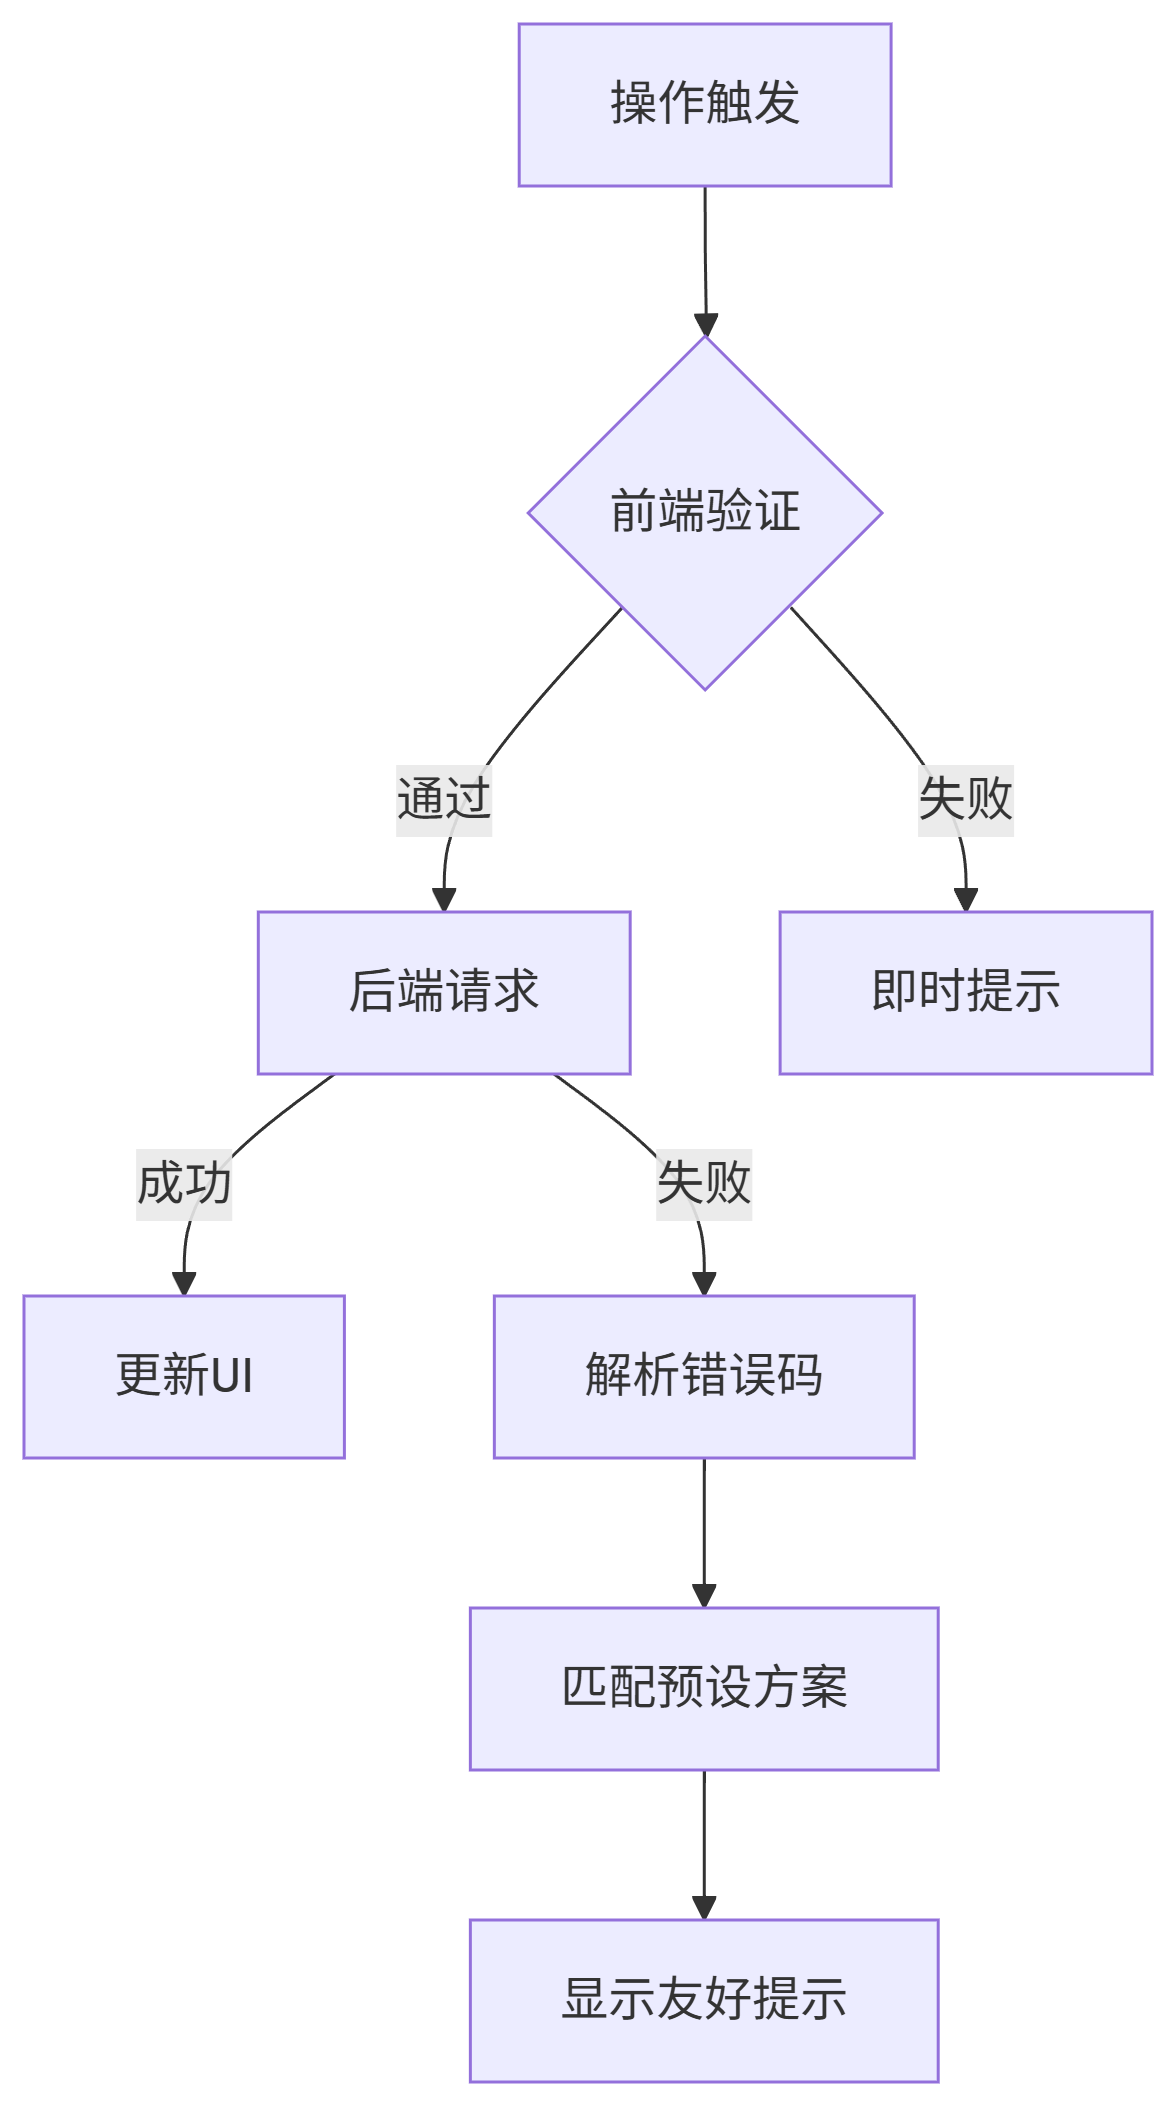 操作触发
前端验证
通过
失败
后端请求
即时提示
成功
失败
更新UI
解析错误码
匹配预设方案
显示友好提示